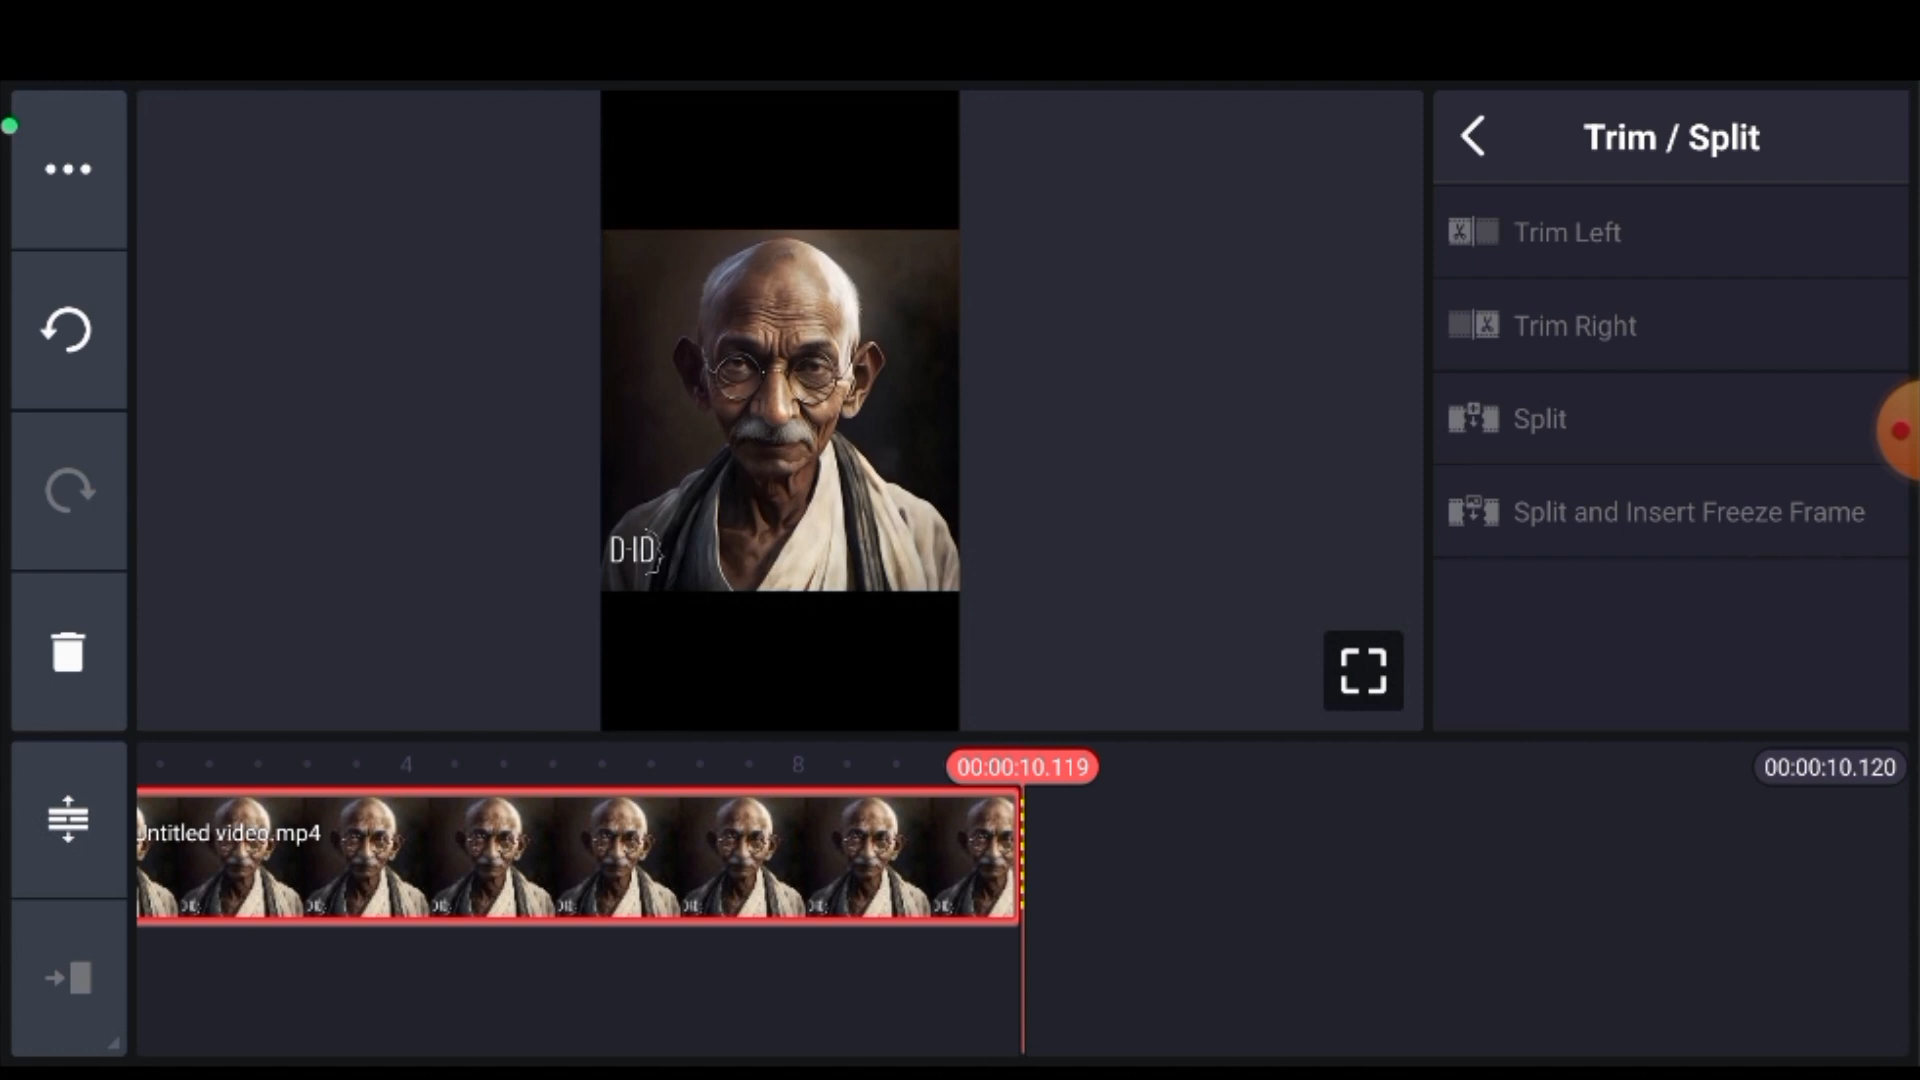 Trim / Split
Trim Left
Trim Right
Split
Split and Insert Freeze Frame
D-ID
4
8
00:00:10.119
00:00:10.120
Untitled video.mp4